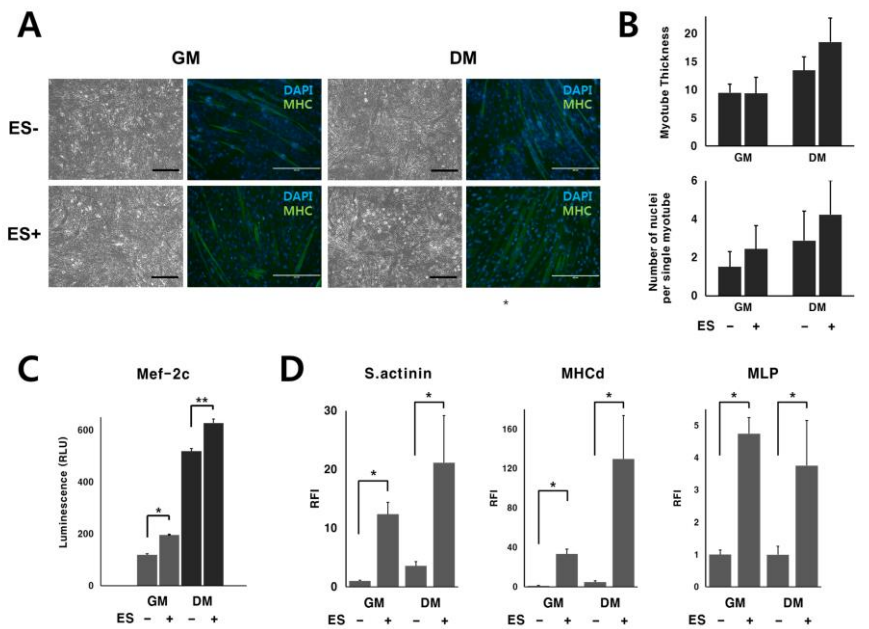 A
GM
DM
ES-
DAPI
MHC
DAPI
MHC
ES+
DAPI
MHC
DAPI
MHC
*
B
Myotube Thickness
20
15
10
5
0
GM
DM
Number of nuclei
per single myotube
6
4
2
0
GM
DM
ES
−
+
−
+
C
Mef-2c
Luminescence (RLU)
600
400
200
0
*
**
GM
DM
ES
−
+
−
+
D
S.actinin
RFI
30
20
10
0
*
*
GM
DM
ES
−
+
−
+
MHCd
RFI
160
120
80
40
0
*
*
GM
DM
−
+
−
+
MLP
RFI
5
4
3
2
1
0
*
*
GM
DM
−
+
−
+